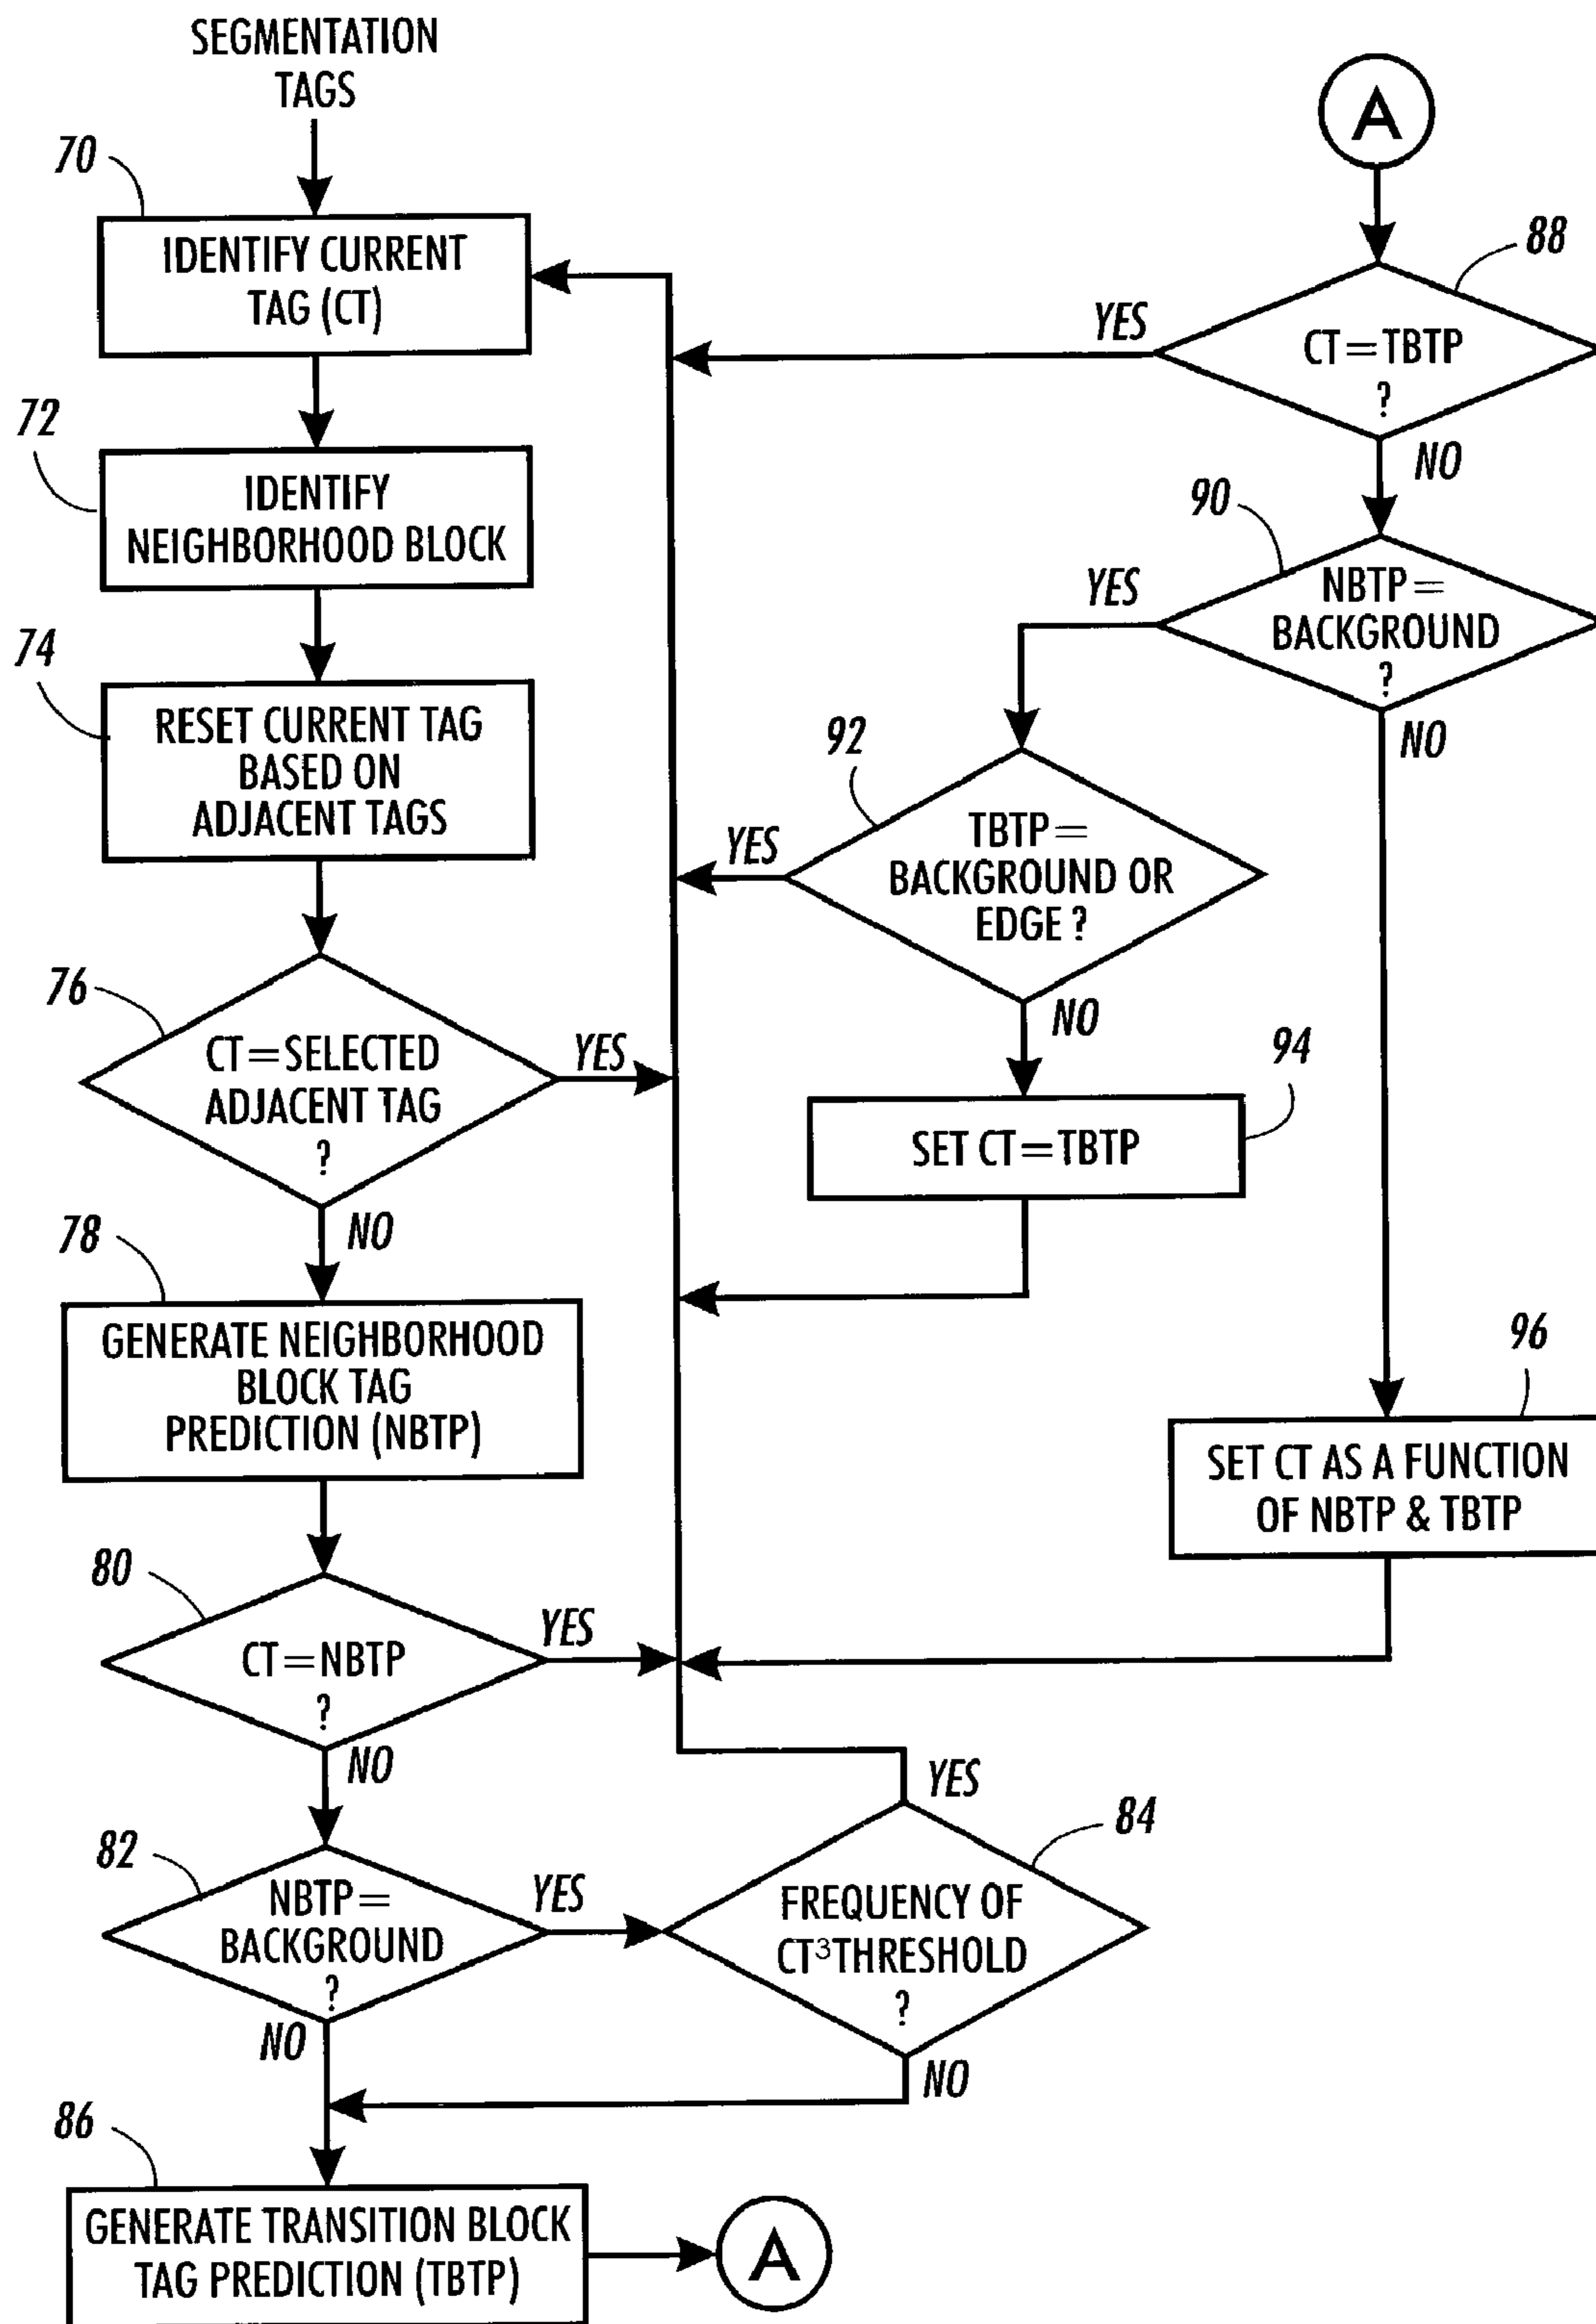 SEGMENTATION
TAGS
70
IDENTIFY CURRENT
TAG (CT)
72
IDENTIFY
NEIGHBORHOOD BLOCK
74
RESET CURRENT TAG
BASED ON
ADJACENT TAGS
76
CT=SELECTED
ADJACENT TAG
?
YES
NO
78
GENERATE NEIGHBORHOOD
BLOCK TAG
PREDICTION (NBTP)
80
CT=NBTP
?
YES
NO
82
NBTP=
BACKGROUND
?
YES
NO
84
FREQUENCY OF
CT³THRESHOLD
?
YES
NO
86
GENERATE TRANSITION BLOCK
TAG PREDICTION (TBTP)
A
A
88
CT=TBTP
?
YES
NO
90
NBTP=
BACKGROUND
?
YES
NO
92
TBTP=
BACKGROUND OR
EDGE ?
YES
NO
94
SET CT=TBTP
96
SET CT AS A FUNCTION
OF NBTP & TBTP